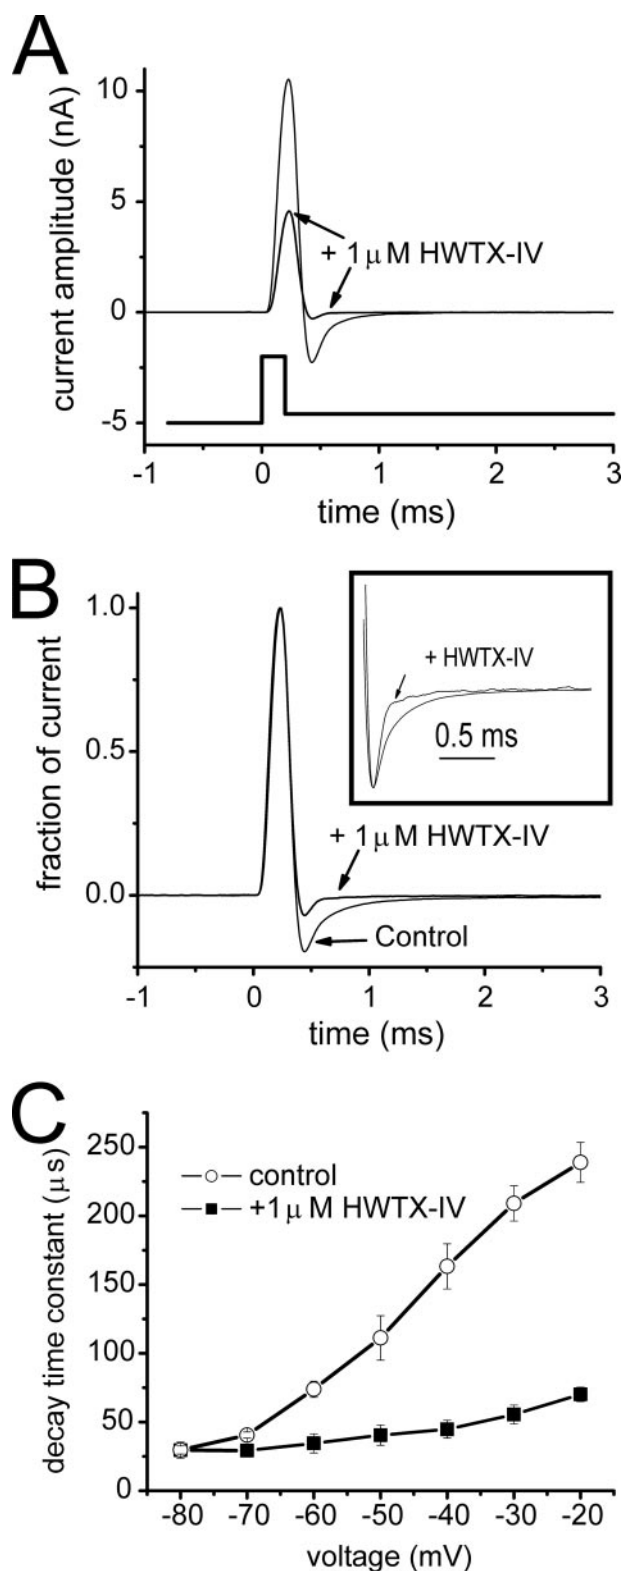 A
current amplitude (nA)
10
5
0
-5
+ 1μM HWTX-IV
-1 0 1 2 3
time (ms)
B
fraction of current
1.0
0.5
0.0
+ HWTX-IV
0.5 ms
+ 1μM HWTX-IV
Control
-1 0 1 2 3
time (ms)
C
decay time constant (μs)
250
200
150
100
50
0
control
+1μM HWTX-IV
-80 -70 -60 -50 -40 -30 -20
voltage (mV)